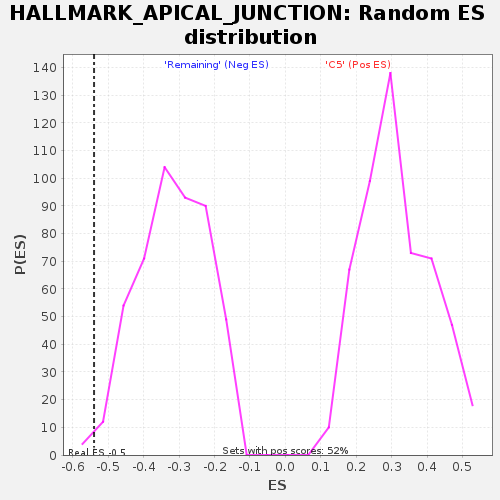 HALLMARK_APICAL_JUNCTION: Random ES
distribution
'Remaining' (Neg ES)
'C5' (Pos ES)
140
130
120
110
100
90
80
70
60
50
40
30
20
10
0
P(ES)
Real ES -0.5
Sets with pos scores: 52%
-0.6 -0.5 -0.4 -0.3 -0.2 -0.1 0.0 0.1 0.2 0.3 0.4 0.5
ES